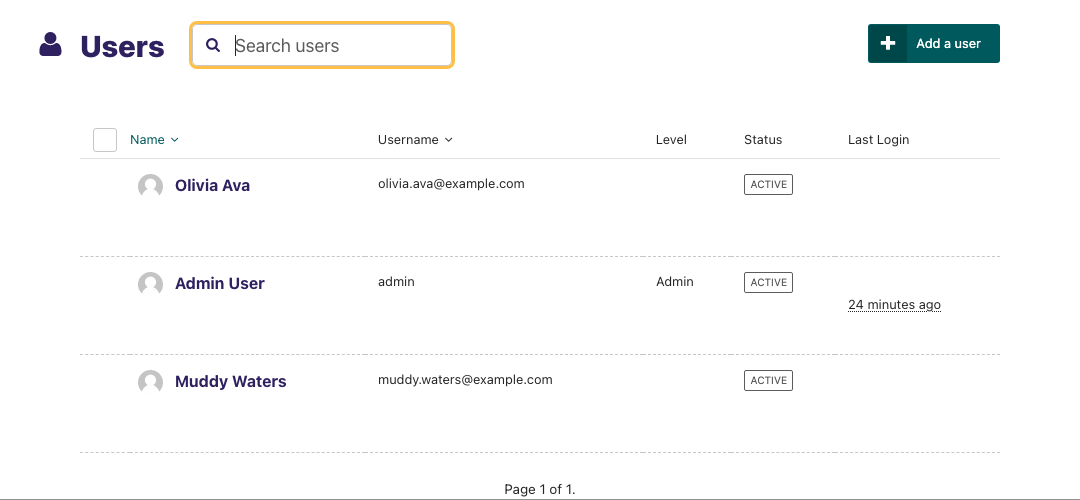 Users
Search users
Add a user
Name Username Level Status Last Login
Olivia Ava olivia.ava@example.com ACTIVE
Admin User admin Admin ACTIVE
24 minutes ago
Muddy Waters muddy.waters@example.com ACTIVE
Page 1 of 1.